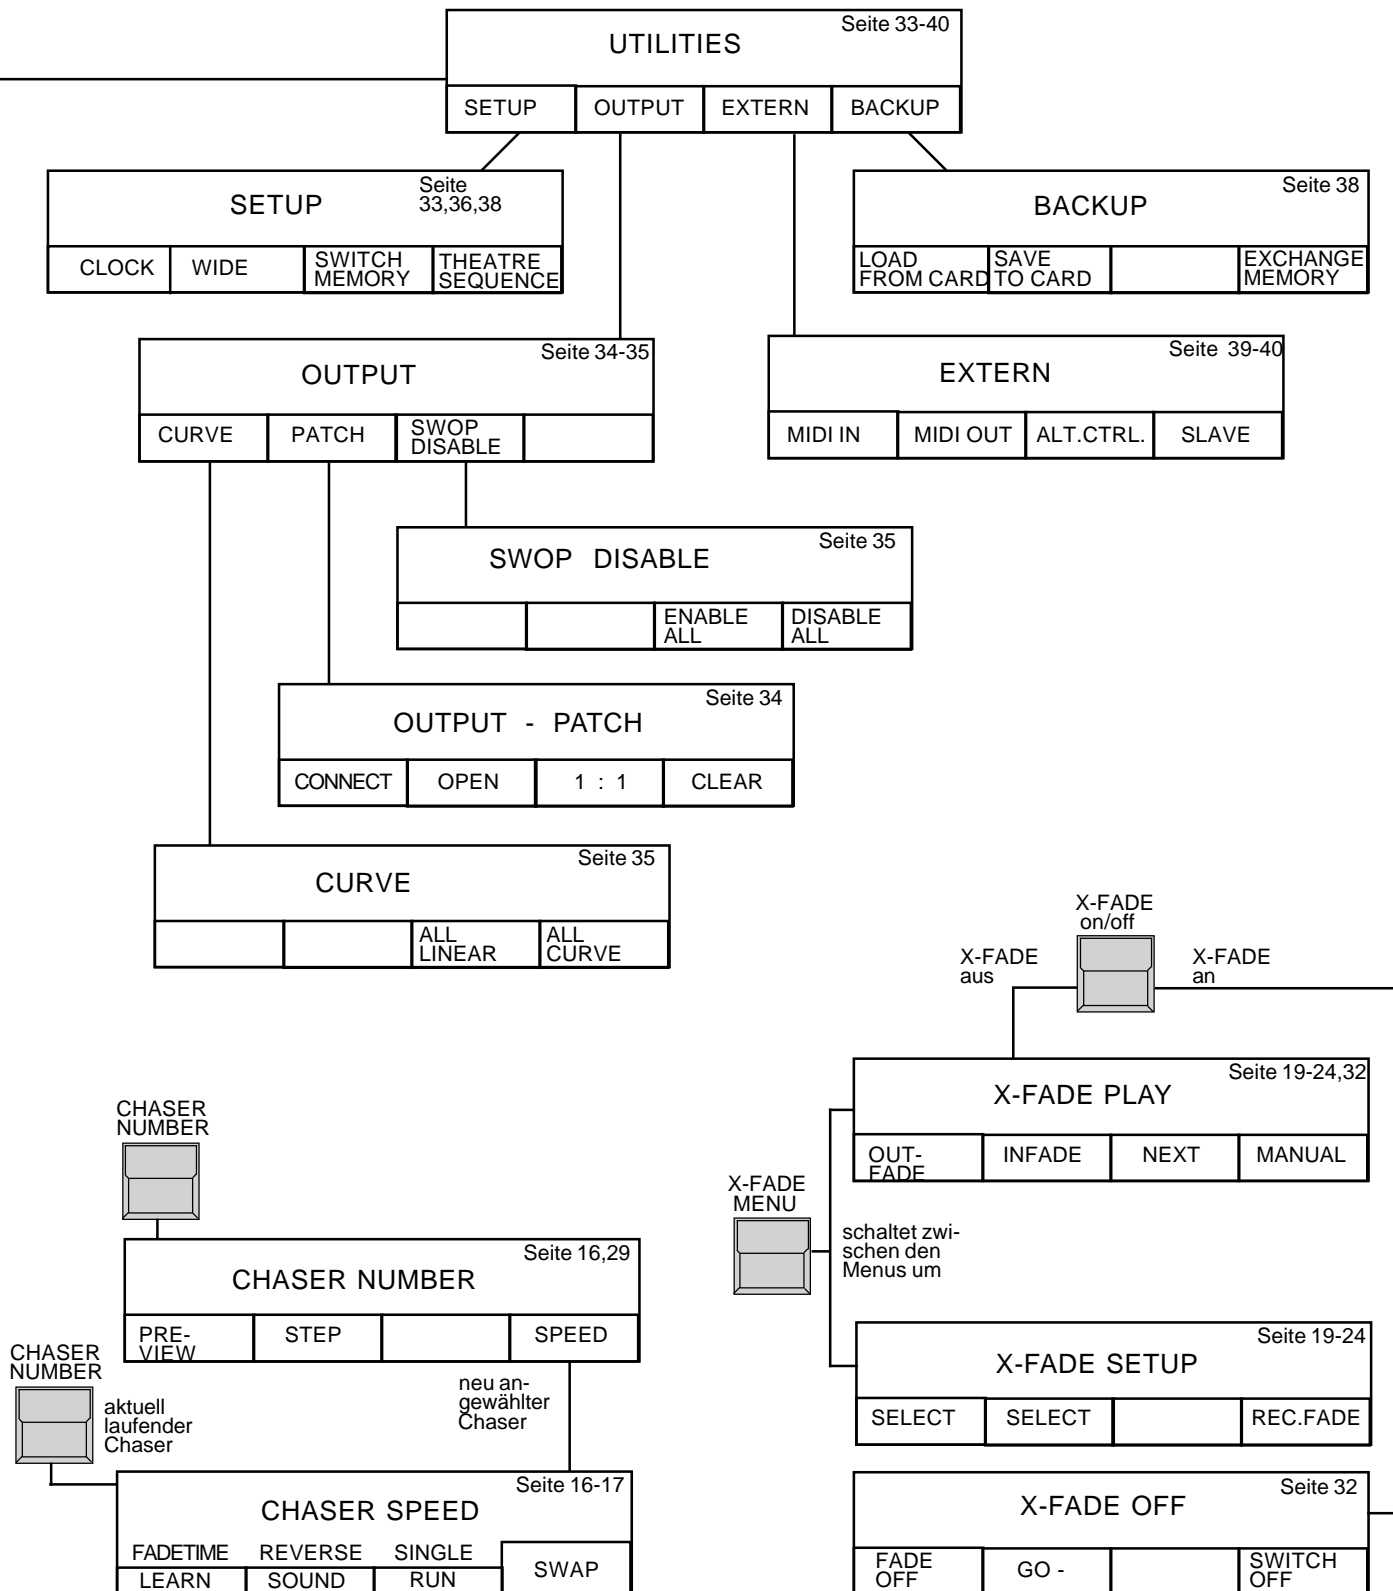 Seite 33-40
UTILITIES
SETUP OUTPUT EXTERN BACKUP
Seite
33,36,38
SETUP
CLOCK WIDE SWITCH MEMORY THEATRE SEQUENCE
Seite 38
BACKUP
LOAD FROM CARD SAVE TO CARD EXCHANGE MEMORY
Seite 34-35
OUTPUT
CURVE PATCH SWOP DISABLE
Seite 39-40
EXTERN
MIDI IN MIDI OUT ALT.CTRL. SLAVE
Seite 35
SWOP DISABLE
ENABLE ALL DISABLE ALL
Seite 34
OUTPUT - PATCH
CONNECT OPEN 1 : 1 CLEAR
Seite 35
CURVE
ALL LINEAR ALL CURVE
X-FADE
on/off
X-FADE
aus
X-FADE
an
Seite 19-24,32
X-FADE PLAY
OUT-
FADE
INFADE NEXT MANUAL
X-FADE
MENU
schaltet zwi-
schen den
Menus um
Seite 19-24
X-FADE SETUP
SELECT SELECT REC.FADE
Seite 32
X-FADE OFF
FADE OFF GO - SWITCH OFF
CHASER
NUMBER
Seite 16,29
CHASER NUMBER
PRE-
VIEW
STEP SPEED
CHASER
NUMBER
aktuell
laufender
Chaser
neu an-
gewählter
Chaser
Seite 16-17
CHASER SPEED
FADETIME REVERSE SINGLE
LEARN SOUND RUN SWAP